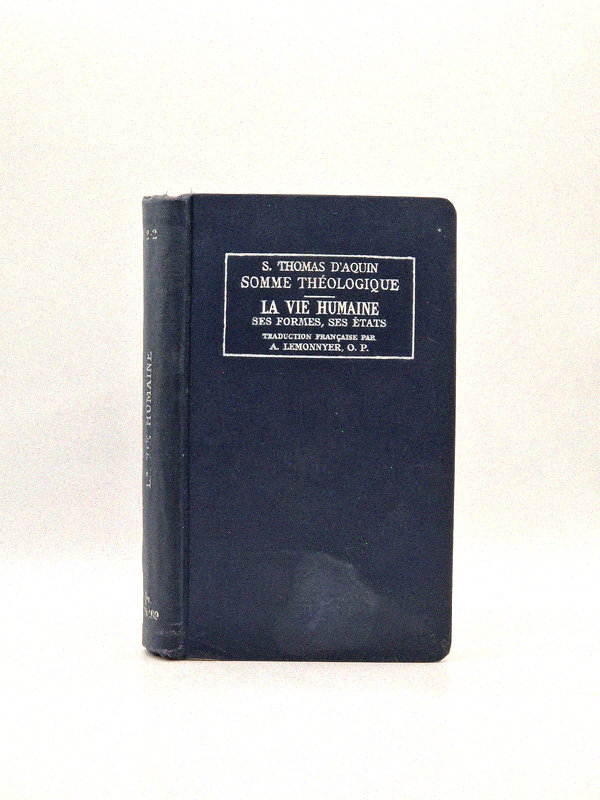 S. THOMAS D'AQUIN
SOMME THÉOLOGIQUE
LA VIE HUMAINE
SES FORMES, SES ÉTATS
TRADUCTION FRANÇAISE PAR
A. LEMONNYER, O. P.
LA VIE HUMAINE